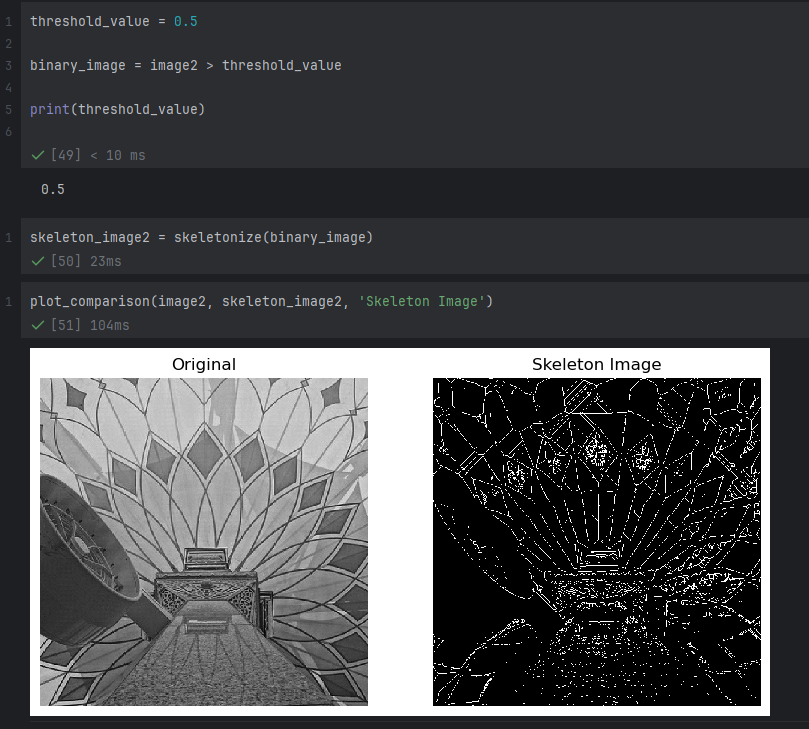 1 threshold_value = 0.5
2
3 binary_image = image2 > threshold_value
4
5 print(threshold_value)
6
[49] < 10 ms
0.5
1 skeleton_image2 = skeletonize(binary_image)
[50] 23ms
1 plot_comparison(image2, skeleton_image2, 'Skeleton Image')
[51] 104ms
Original Skeleton Image